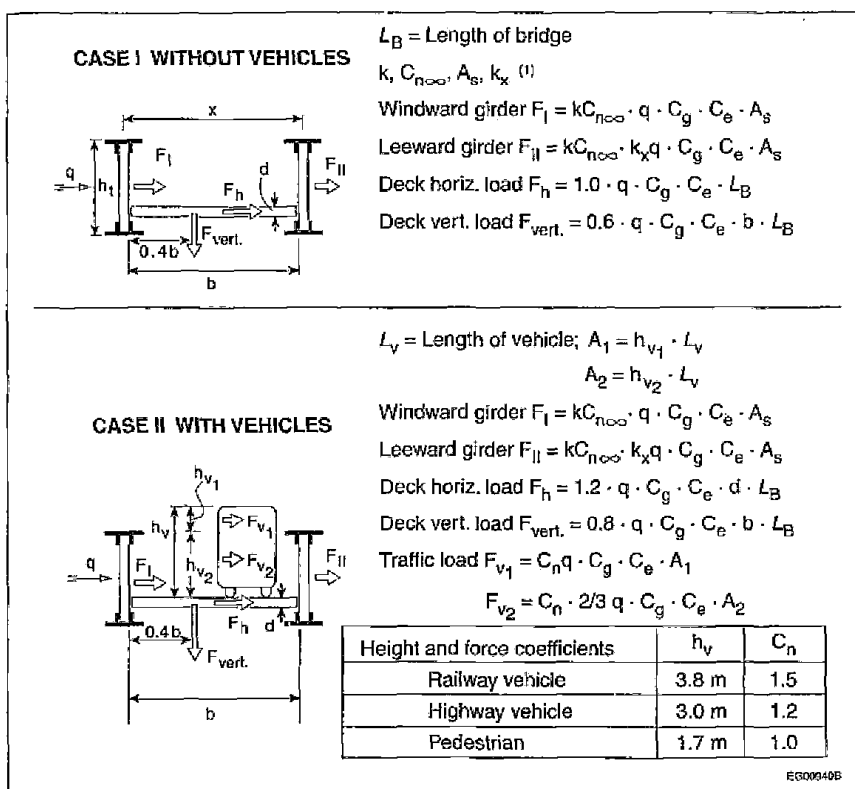 CASE I WITHOUT VEHICLES
x
q
h_t
F_I
F_h
d
F_II
0.4b
F_vert.
b
L_B = Length of bridge
k, C_n∞, A_s, k_x (1)
Windward girder F_I = kC_n∞ · q · C_g · C_e · A_s
Leeward girder F_II = kC_n∞ · k_x q · C_g · C_e · A_s
Deck horiz. load F_h = 1.0 · q · C_g · C_e · L_B
Deck vert. load F_vert. = 0.6 · q · C_g · C_e · b · L_B
CASE II WITH VEHICLES
h_v1
h_v
h_v2
F_v1
F_v2
q
F_I
F_II
F_h
d
0.4b
F_vert.
b
L_v = Length of vehicle; A_1 = h_v1 · L_v
A_2 = h_v2 · L_v
Windward girder F_I = kC_n∞ · q · C_g · C_e · A_s
Leeward girder F_II = kC_n∞ · k_x q · C_g · C_e · A_s
Deck horiz. load F_h = 1.2 · q · C_g · C_e · d · L_B
Deck vert. load F_vert. = 0.8 · q · C_g · C_e · b · L_B
Traffic load F_v1 = C_n q · C_g · C_e · A_1
F_v2 = C_n · 2/3 q · C_g · C_e · A_2
Height and force coefficients h_v C_n
Railway vehicle 3.8 m 1.5
Highway vehicle 3.0 m 1.2
Pedestrian 1.7 m 1.0
EG00940B